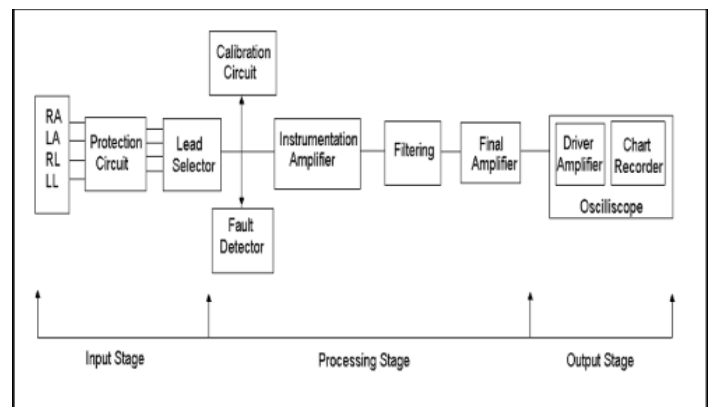 Calibration
Circuit
RA
LA
RL
LL
Protection
Circuit
Lead
Selector
Instrumentation
Amplifier
Filtering
Final
Amplifier
Driver
Amplifier
Chart
Recorder
Osciliscope
Fault
Detector
Input Stage
Processing Stage
Output Stage